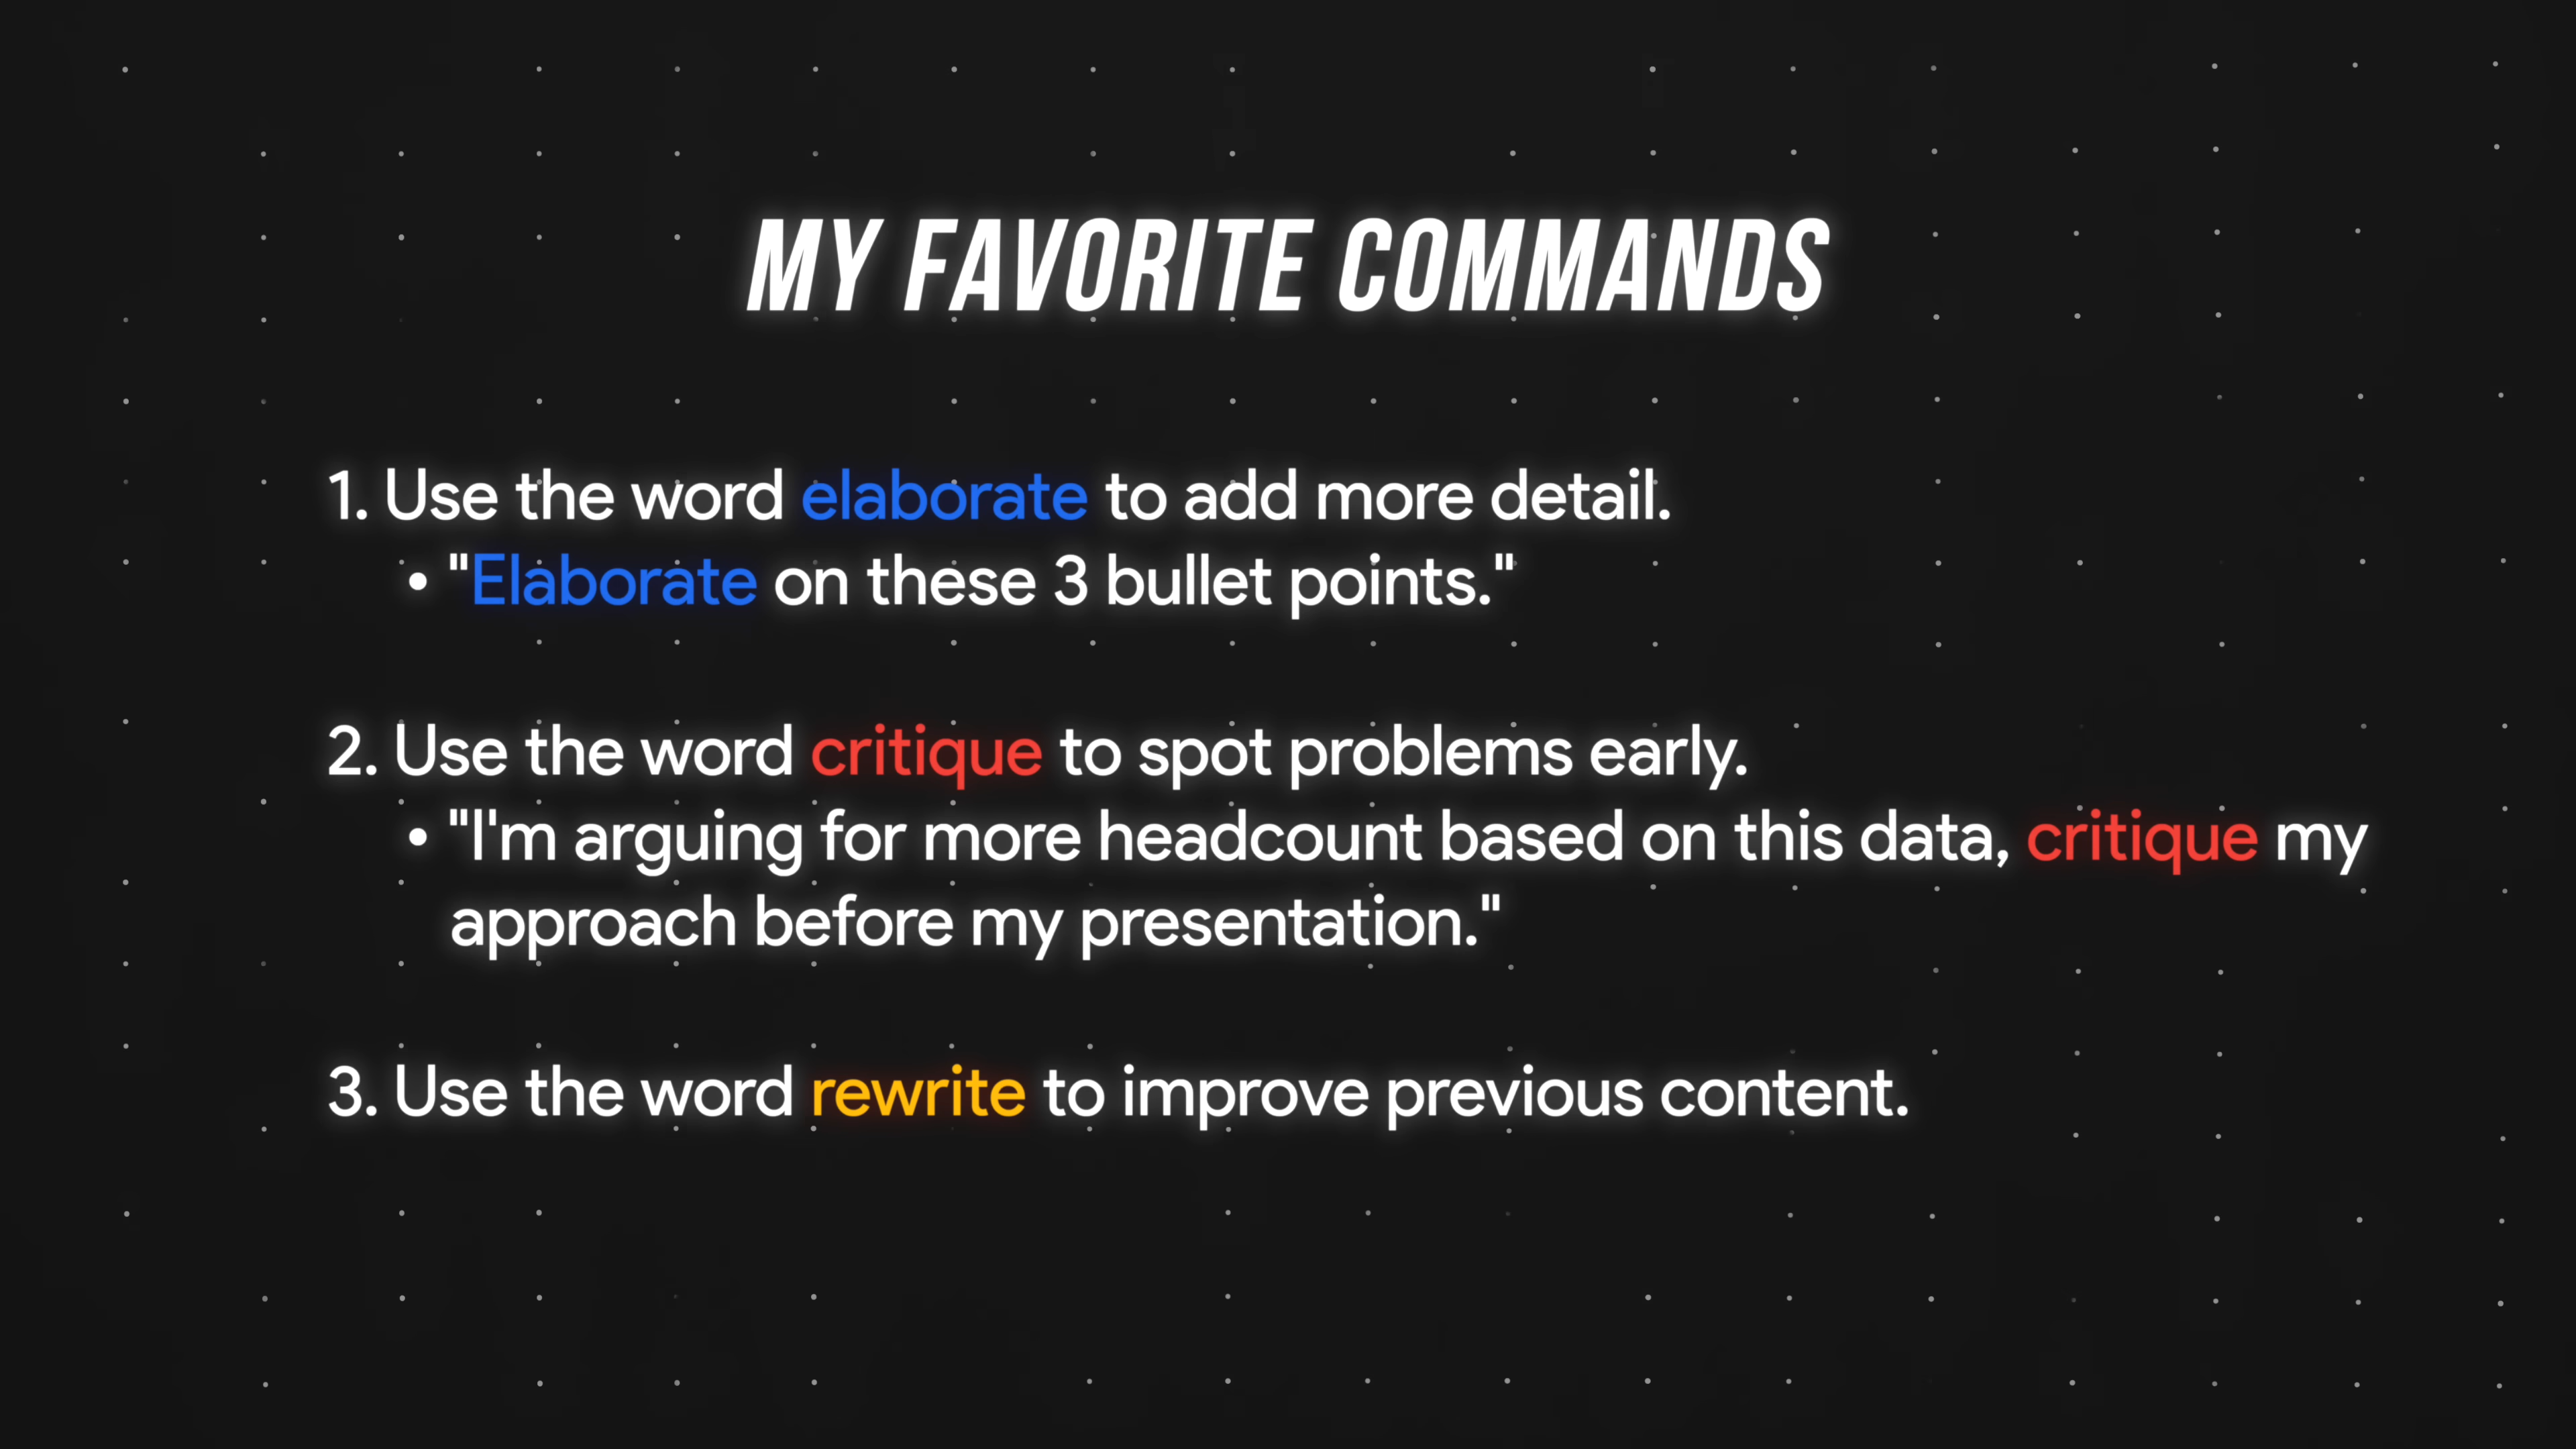 MY FAVORITE COMMANDS
1. Use the word elaborate to add more detail.
• "Elaborate on these 3 bullet points."
2. Use the word critique to spot problems early.
• "I'm arguing for more headcount based on this data, critique my
approach before my presentation."
3. Use the word rewrite to improve previous content.